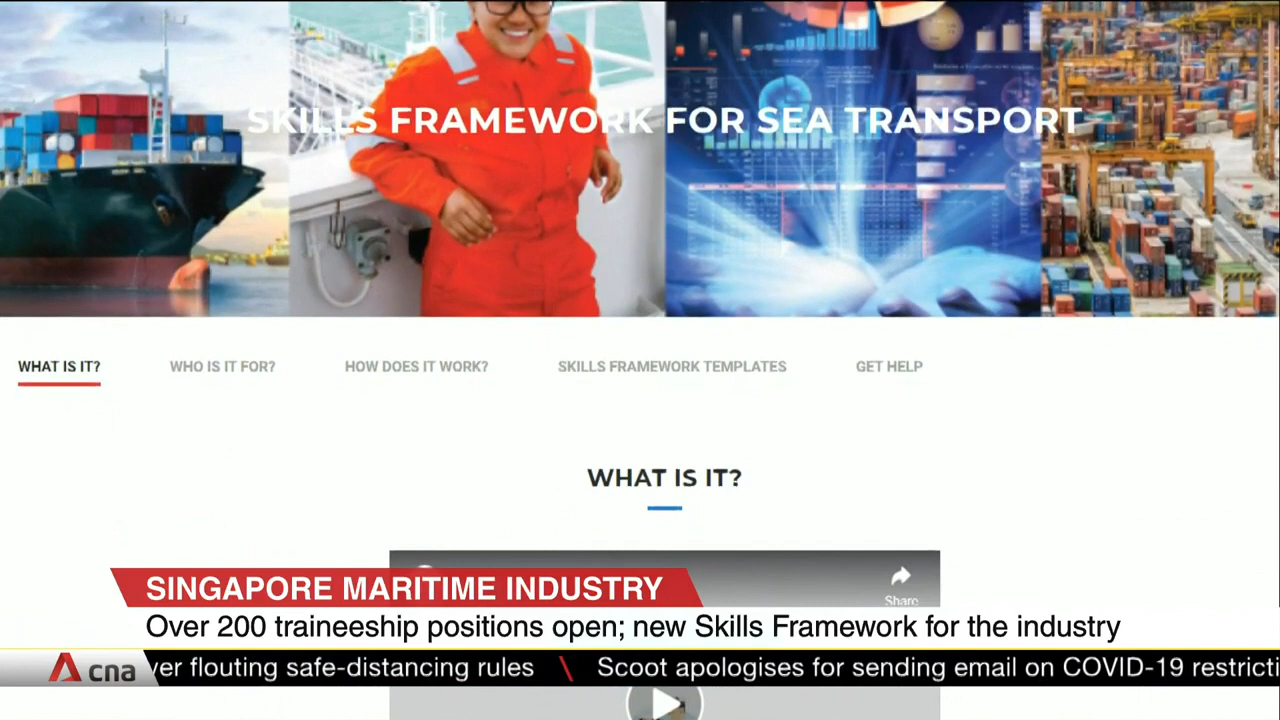 SKILLS FRAMEWORK FOR SEA TRANSPORT
WHAT IS IT?
WHO IS IT FOR?
HOW DOES IT WORK?
SKILLS FRAMEWORK TEMPLATES
GET HELP
WHAT IS IT?
Share
SINGAPORE MARITIME INDUSTRY
Over 200 traineeship positions open; new Skills Framework for the industry
cna
flouting safe-distancing rules \ Scoot apologises for sending email on COVID-19